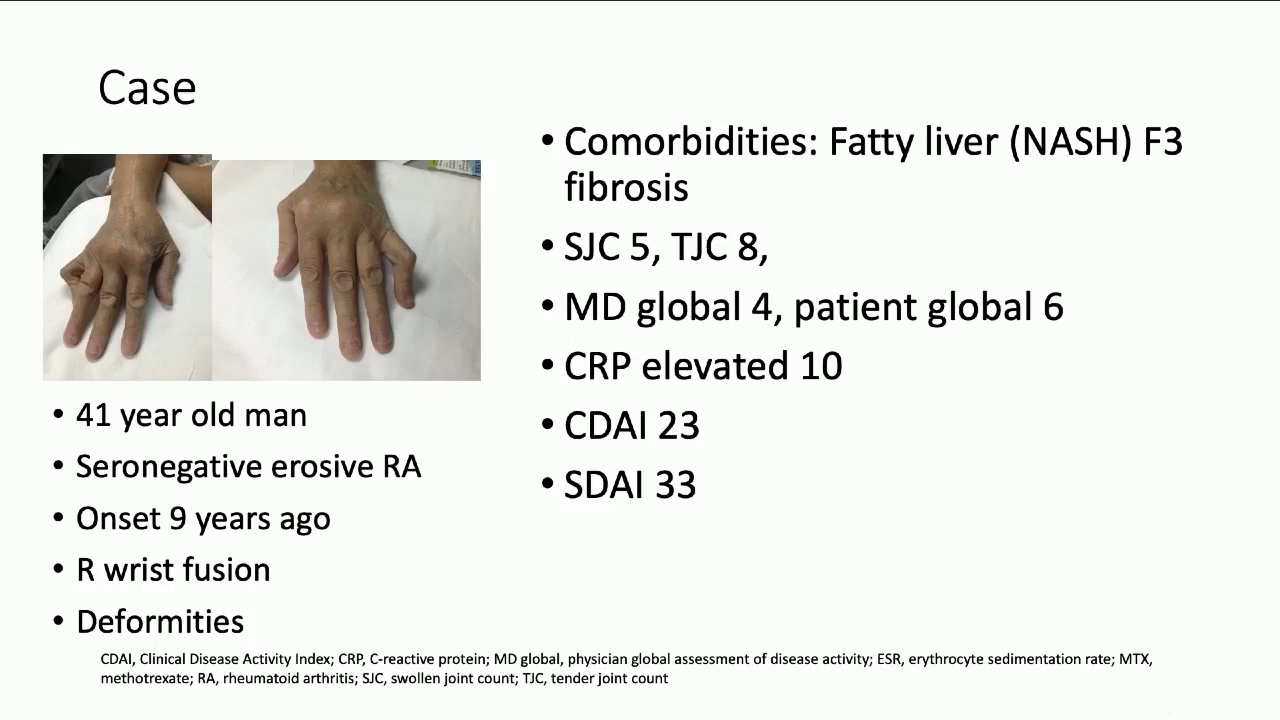 Case
• 41 year old man
• Seronegative erosive RA
• Onset 9 years ago
• R wrist fusion
• Deformities
• Comorbidities: Fatty liver (NASH) F3
fibrosis
• SJC 5, TJC 8,
• MD global 4, patient global 6
• CRP elevated 10
• CDAI 23
• SDAI 33
CDAI, Clinical Disease Activity Index; CRP, C-reactive protein; MD global, physician global assessment of disease activity; ESR, erythrocyte sedimentation rate; MTX,
methotrexate; RA, rheumatoid arthritis; SJC, swollen joint count; TJC, tender joint count